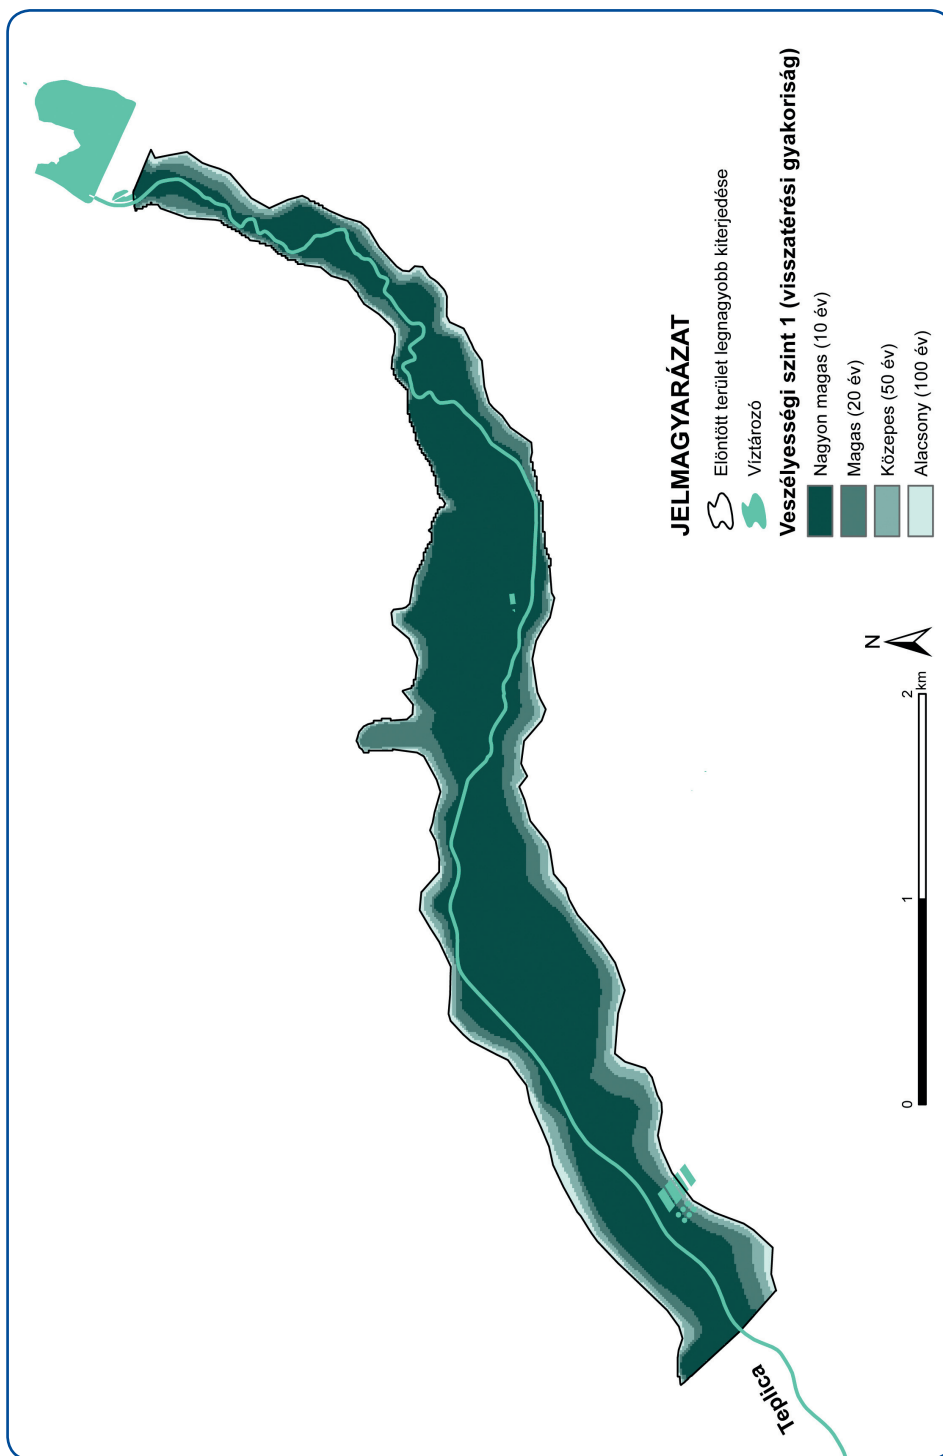 JELMAGYARÁZAT
Elöntött terület legnagyobb kiterjedése
Víztározó
Veszélyességi szint 1 (visszatérési gyakoriság)
Nagyon magas (10 év)
Magas (20 év)
Közepes (50 év)
Alacsony (100 év)
N
0
1
2
km
Teplica